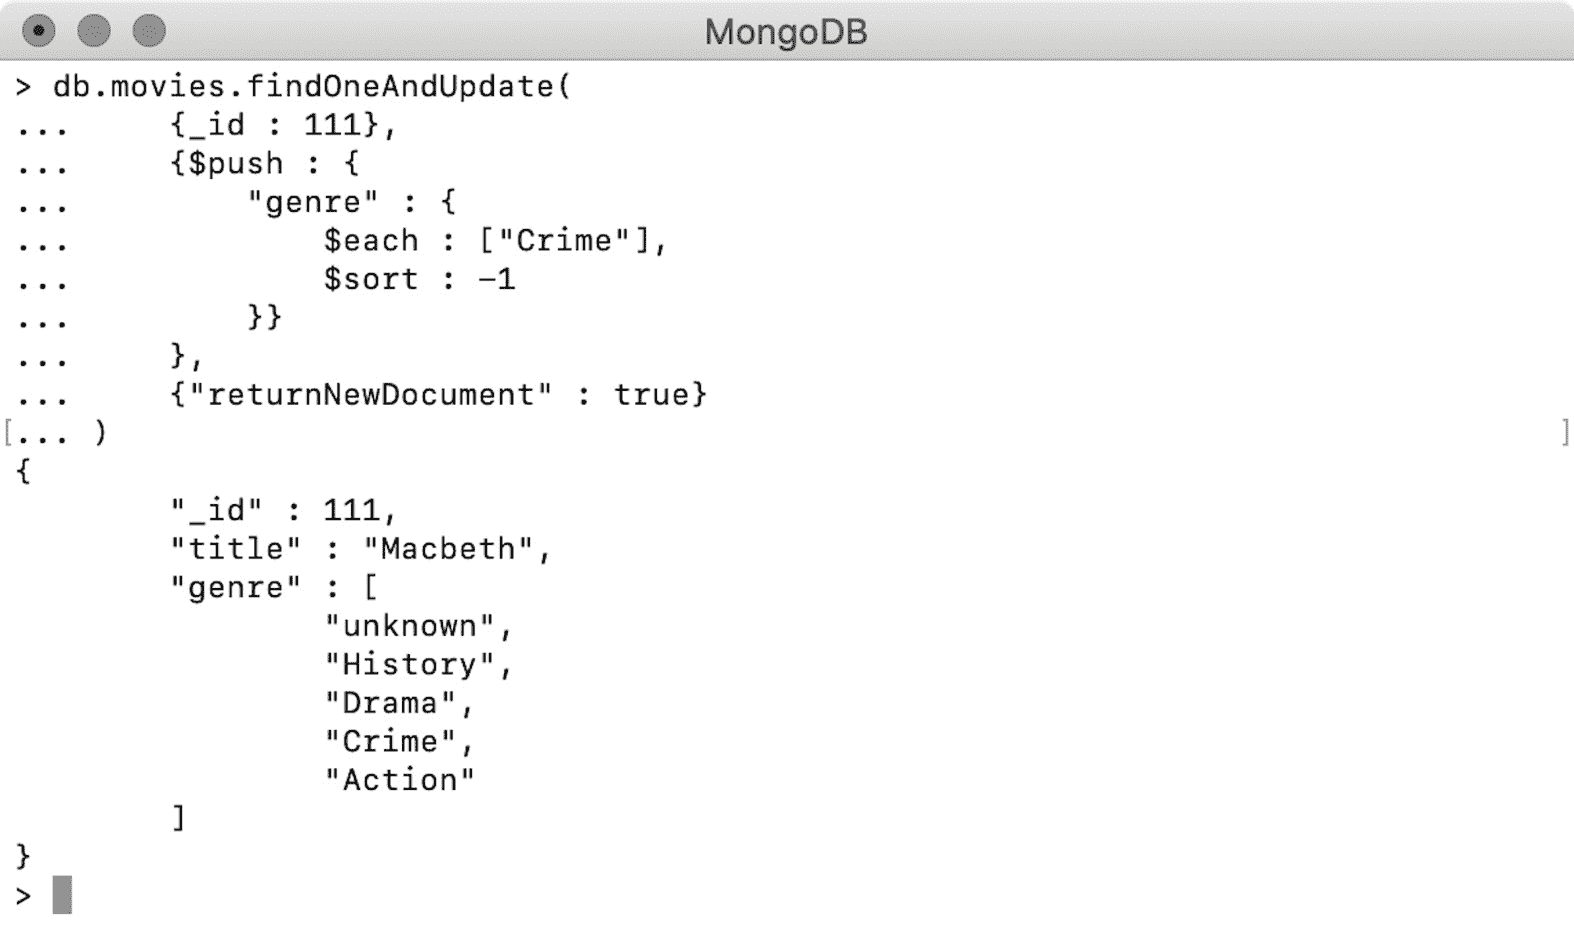 MongoDB
> db.movies.findOneAndUpdate(
...     {_id : 111},
...     {$push : {
...         "genre" : {
...             $each : ["Crime"],
...             $sort : -1
...         }}
...     },
...     {"returnNewDocument" : true}
[... ) ]
{
        "_id" : 111,
        "title" : "Macbeth",
        "genre" : [
                "unknown",
                "History",
                "Drama",
                "Crime",
                "Action"
        ]
}
>